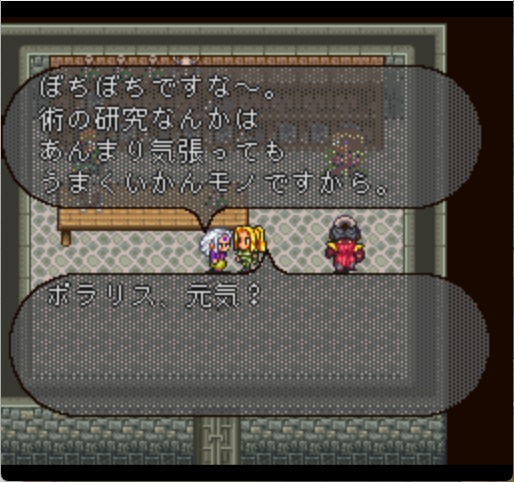 ぼちぼちですな～。
術の研究なんかは
あんまり気張っても
うまくいかんモノですから。
ポラリス、元気？